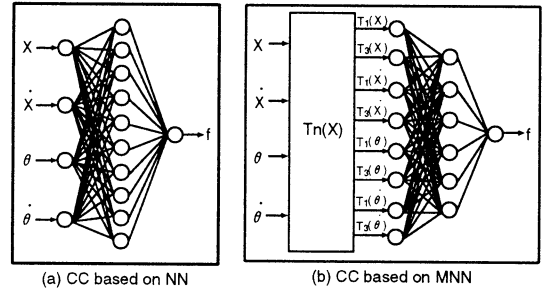 X
Ẋ
θ
θ̇
f
(a) CC based on NN
X
Ẋ
θ
θ̇
Tn(X)
T₁(X)
T₃(X)
T₁(Ẋ)
T₃(Ẋ)
T₁(θ)
T₃(θ)
T₁(θ̇)
T₃(θ̇)
f
(b) CC based on MNN